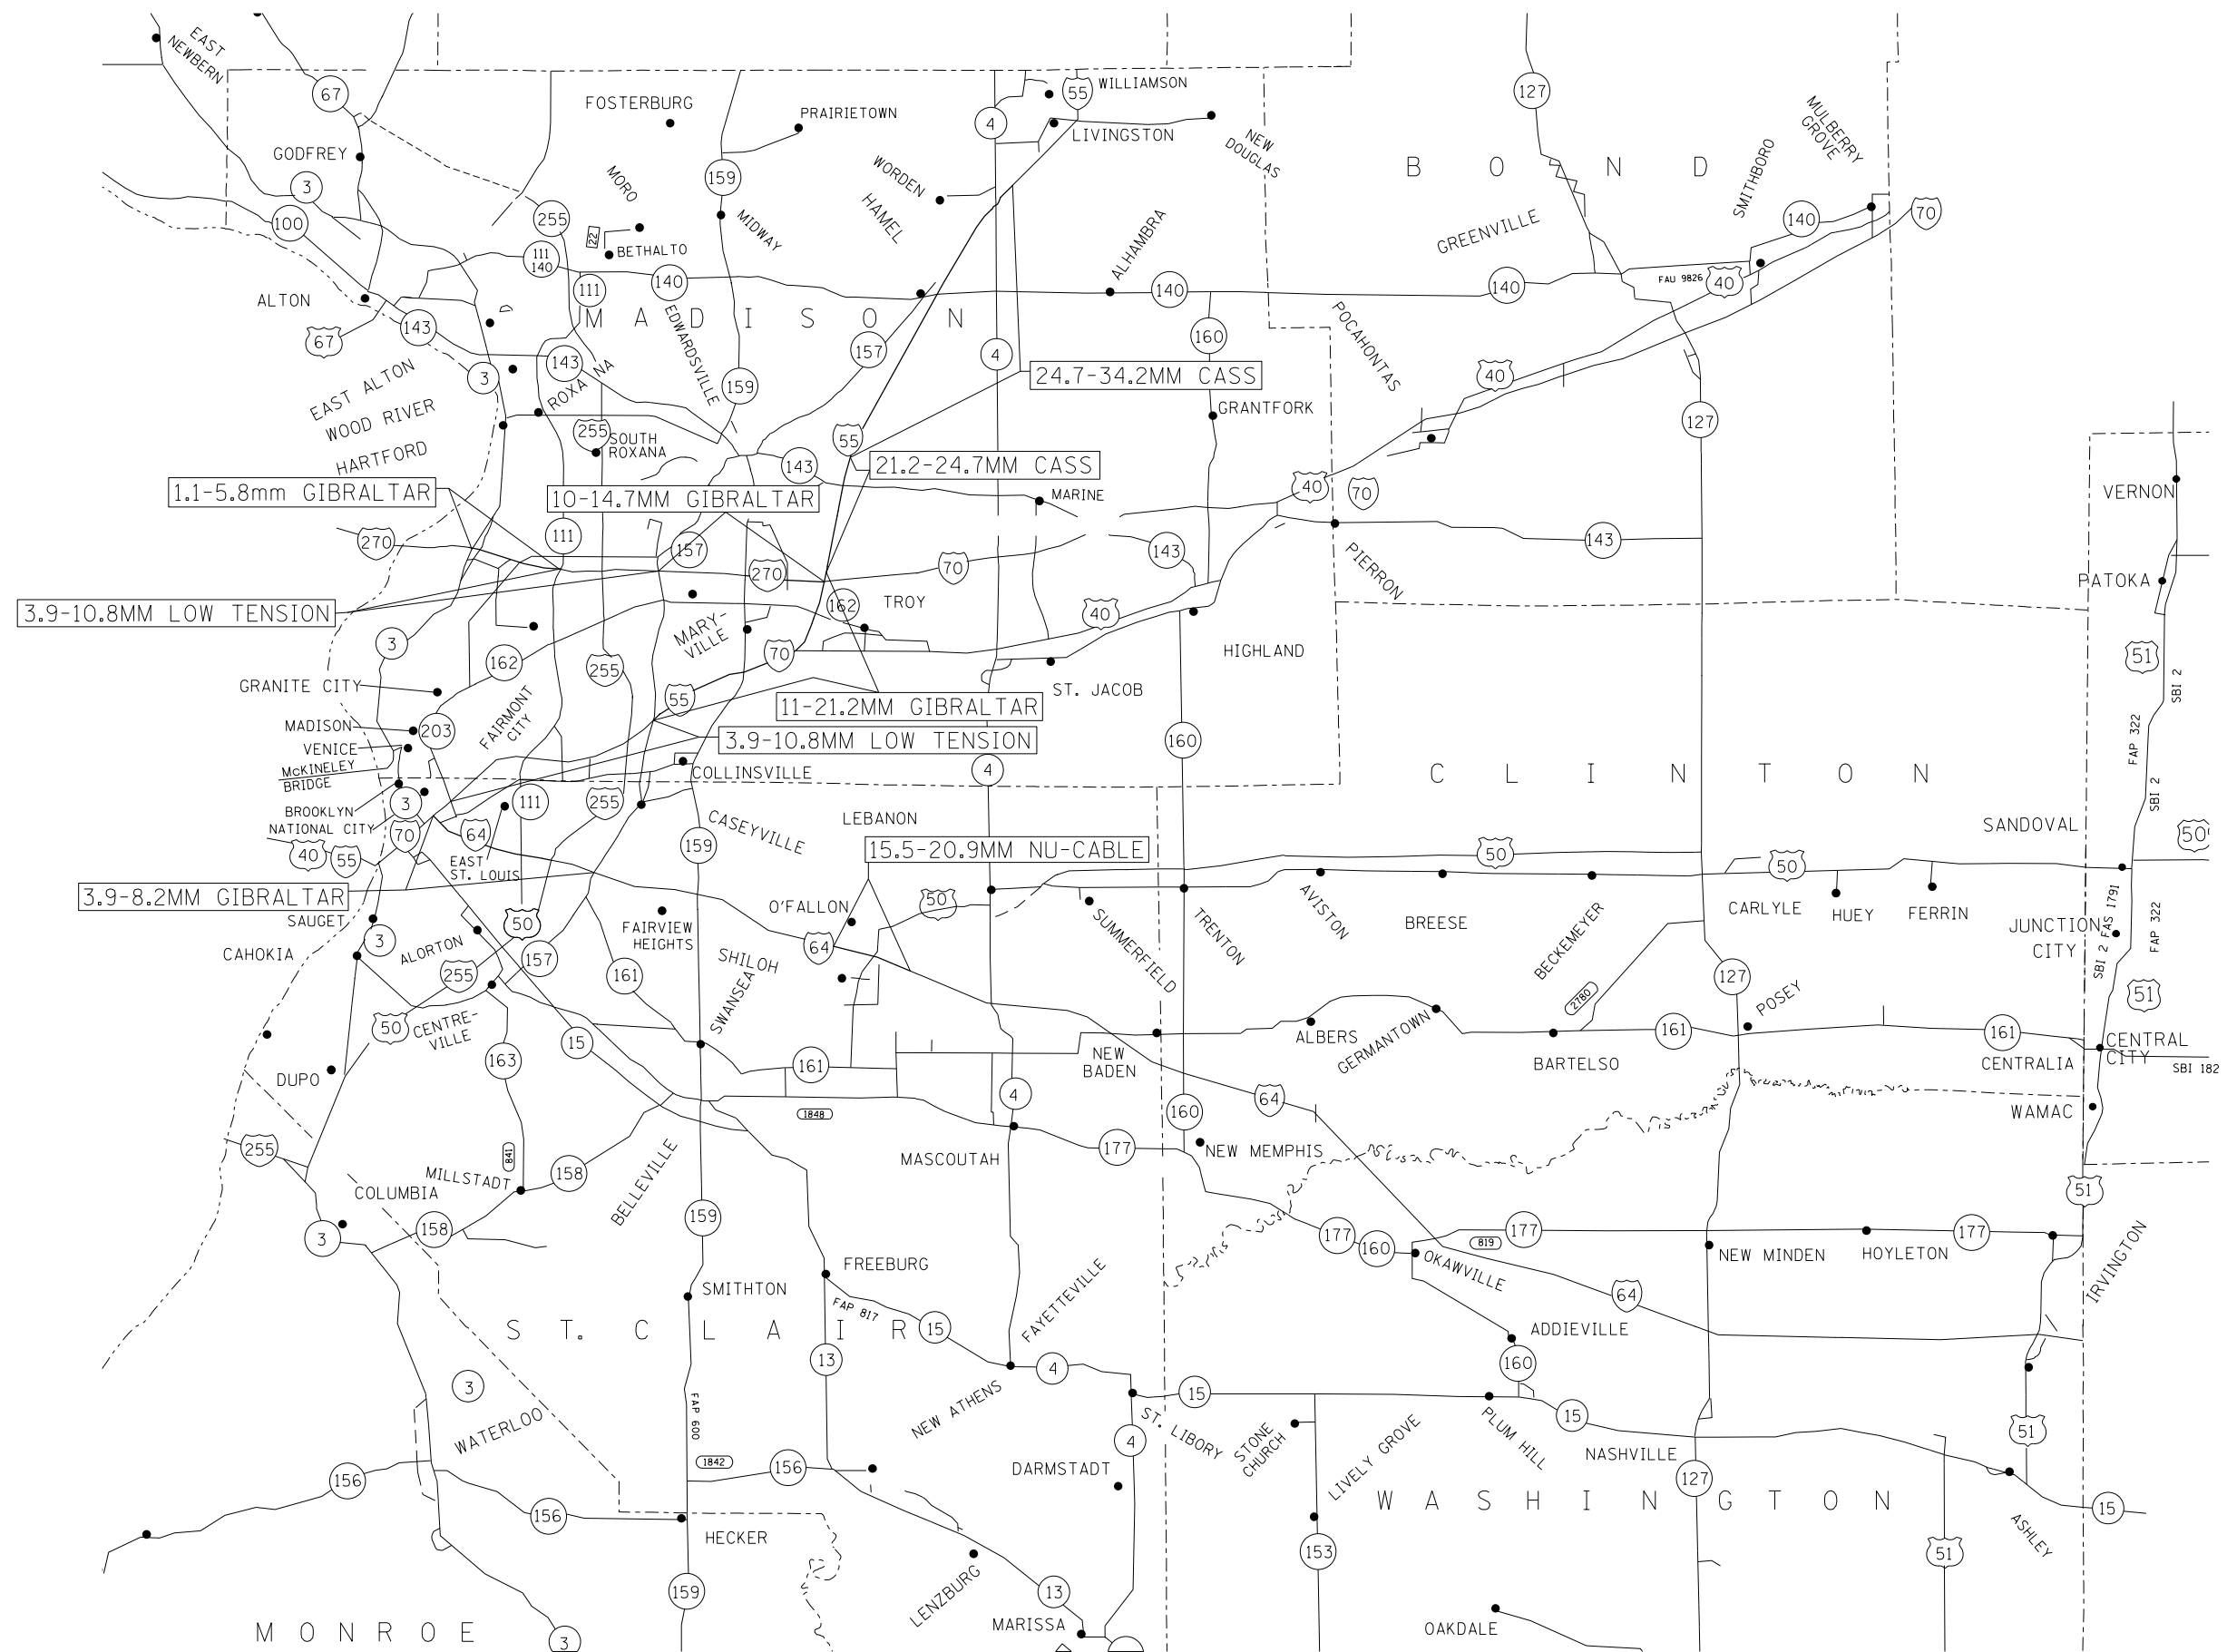 EAST
NEWBERN
67
FOSTERBURG
PRAIRIETOWN
4
55
WILLIAMSON
LIVINGSTON
127
MULBERRY
GROVE
GODFREY
3
MORO
159
WORDEN
HAMEL
NEW
DOUGLAS
B O N D
SMITHBORO
100
255
22
BETHALTO
MIDWAY
ALHAMBRA
GREENVILLE
140
70
111
140
111
140
140
140
FAU 9826
40
ALTON
67
143
M A D I S O N
EDWARDSVILLE
157
4
160
POCAHONTAS
3
143
159
24.7-34.2MM CASS
40
EAST ALTON
WOOD RIVER
HARTFORD
ROXA NA
255
SOUTH
ROXANA
55
GRANTFORK
127
143
21.2-24.7MM CASS
1.1-5.8mm GIBRALTAR
10-14.7MM GIBRALTAR
MARINE
40
70
VERNON
270
111
157
270
70
143
PIERRON
143
PATOKA
3.9-10.8MM LOW TENSION
162
TROY
40
3
162
255
MARY-
VILLE
70
HIGHLAND
51
SBI 2
GRANITE CITY
55
ST. JACOB
11-21.2MM GIBRALTAR
MADISON
203
FAIRMONT
CITY
3.9-10.8MM LOW TENSION
160
FAP 322
VENICE
McKINELEY
BRIDGE
4
COLLINSVILLE
C L I N T O N
BROOKLYN
3
111
255
SBI 2
NATIONAL CITY
70
64
CASEYVILLE
159
LEBANON
SANDOVAL
50
40
55
EAST
ST. LOUIS
15.5-20.9MM NU-CABLE
50
50
3.9-8.2MM GIBRALTAR
SAUGET
50
FAIRVIEW
HEIGHTS
O'FALLON
50
SUMMERFIELD
TRENTON
AVISTON
BREESE
BECKEMEYER
CARLYLE
HUEY
FERRIN
JUNCTION
CITY
SBI 2 FAS 1791
FAP 322
CAHOKIA
3
ALORTON
255
157
161
SHILOH
SWANSEA
64
127
51
50
CENTRE-
VILLE
15
163
161
NEW
BADEN
ALBERS
GERMANTOWN
2780
BARTELSO
161
POSEY
161
CENTRALIA
CENTRAL
CITY
SBI 182
DUPO
1848
4
160
64
WAMAC
255
841
158
MILLSTADT
BELLEVILLE
MASCOUTAH
177
NEW MEMPHIS
COLUMBIA
3
158
159
177
160
OKAWVILLE
819
177
NEW MINDEN
HOYLETON
177
51
IRVINGTON
FREEBURG
FAYETTEVILLE
64
SMITHTON
FAP 817
15
ADDIEVILLE
S T. C L A I R
13
4
160
3
WATERLOO
FAP 600
NEW ATHENS
15
ST. LIBORY
STONE
CHURCH
LIVELY GROVE
PLUM HILL
15
NASHVILLE
51
156
1842
156
DARMSTADT
4
127
W A S H I N G T O N
156
HECKER
153
51
15
ASHLEY
159
LENZBURG
13
M O N R O E
3
MARISSA
OAKDALE